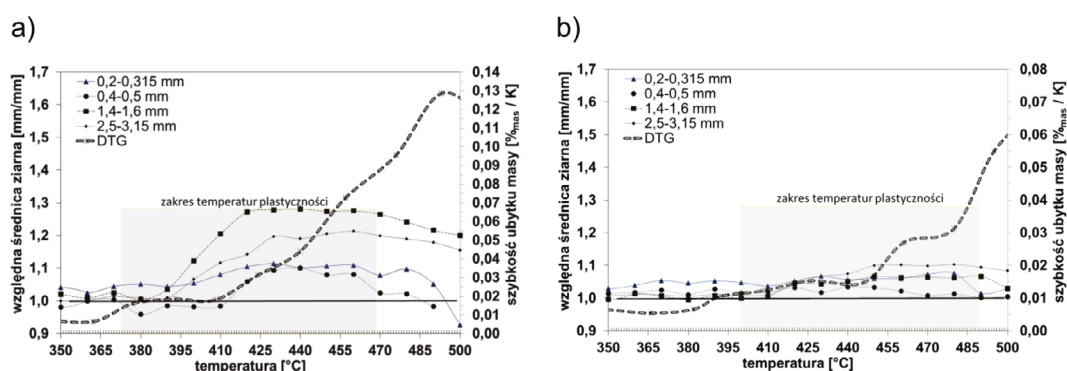 a)
względna średnica ziarna [mm/mm]
1,7
1,6
1,5
1,4
1,3
1,2
1,1
1,0
0,9
0,2-0,315 mm
0,4-0,5 mm
1,4-1,6 mm
2,5-3,15 mm
DTG
zakres temperatur plastyczności
0,14
0,13
0,12
0,11
0,10
0,09
0,08
0,07
0,06
0,05
0,04
0,03
0,02
0,01
0,00
szybkość ubytku masy [%mas / K]
350 365 380 395 410 425 440 455 470 485 500
temperatura [°C]
b)
względna średnica ziarna [mm/mm]
1,7
1,6
1,5
1,4
1,3
1,2
1,1
1,0
0,9
0,2-0,315 mm
0,4-0,5 mm
1,4-1,6 mm
2,5-3,15 mm
DTG
zakres temperatur plastyczności
0,08
0,07
0,06
0,05
0,04
0,03
0,02
0,01
0,00
szybkość ubytku masy [%mas / K]
350 365 380 395 410 425 440 455 470 485 500
temperatura [°C]